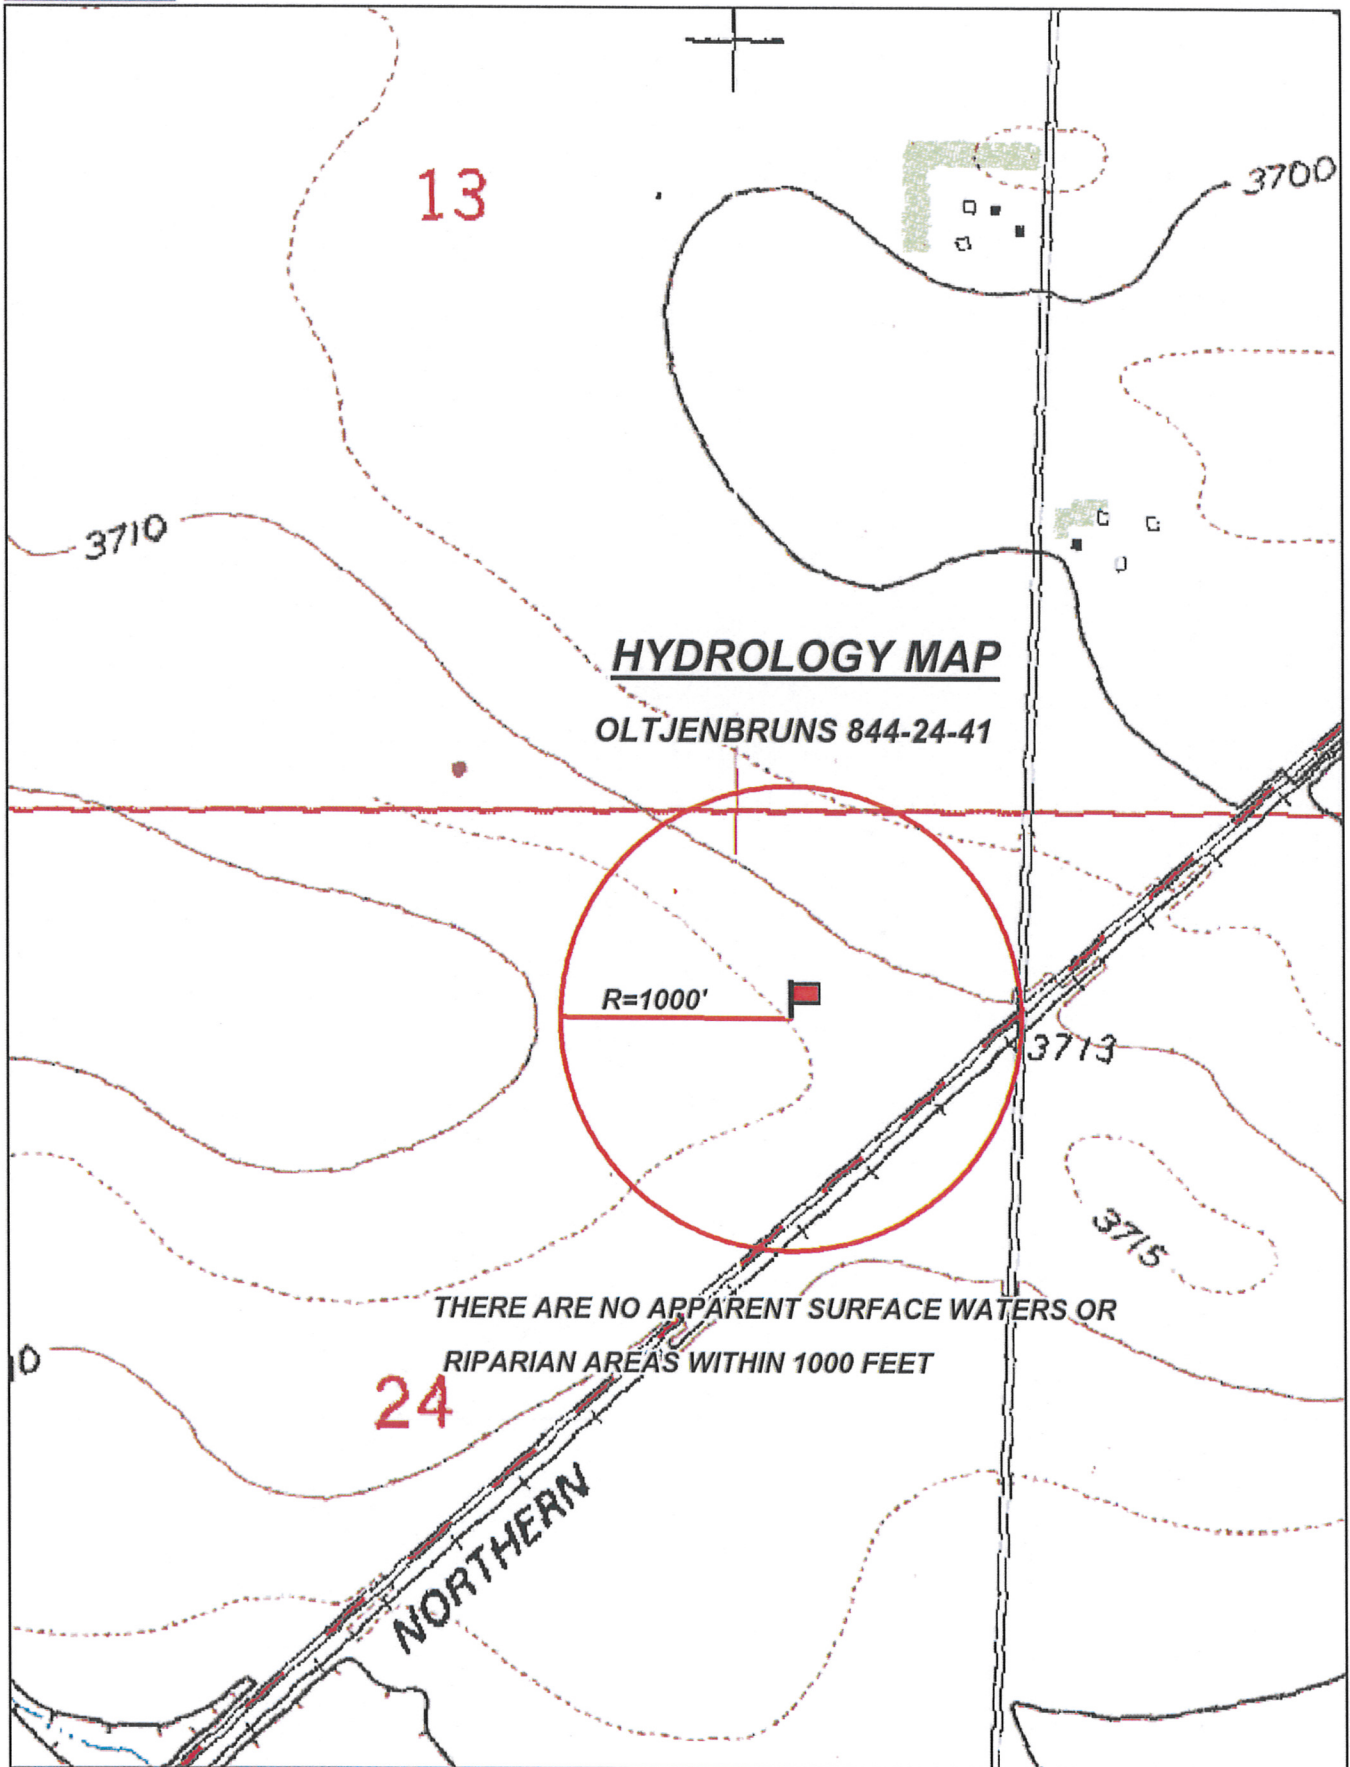 13
3700
3710
HYDROLOGY MAP
OLTJENBRUNS 844-24-41
R=1000'
3713
3715
THERE ARE NO APPARENT SURFACE WATERS OR
0
RIPARIAN AREAS WITHIN 1000 FEET
24
NORTHERN